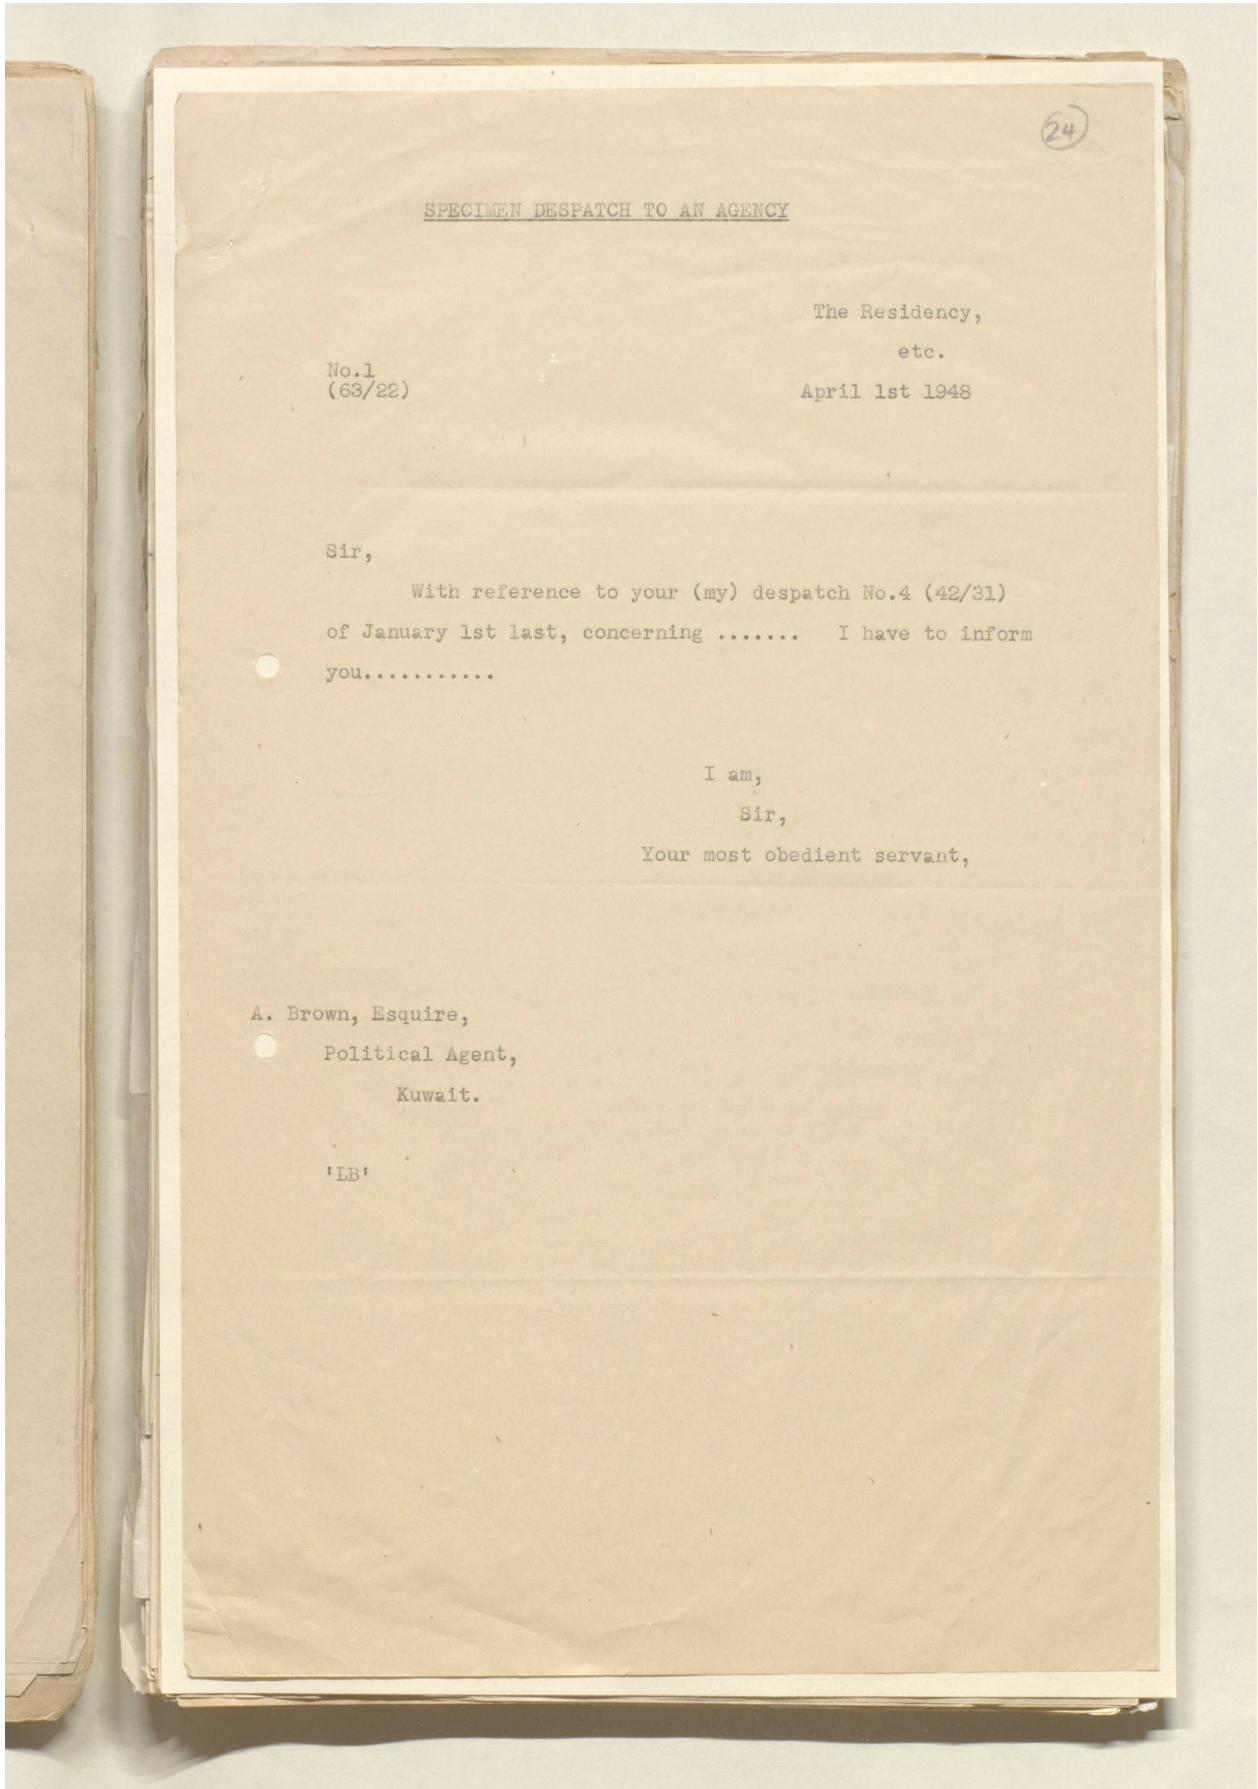 24
SPECIMEN DESPATCH TO AN AGENCY
The Residency,
etc.
No.1
(63/22)
April 1st 1948
Sir,
With reference to your (my) despatch No.4 (42/31)
of January 1st last, concerning ....... I have to inform
you...........
I am,
Sir,
Your most obedient servant,
A. Brown, Esquire,
Political Agent,
Kuwait.
'LB'